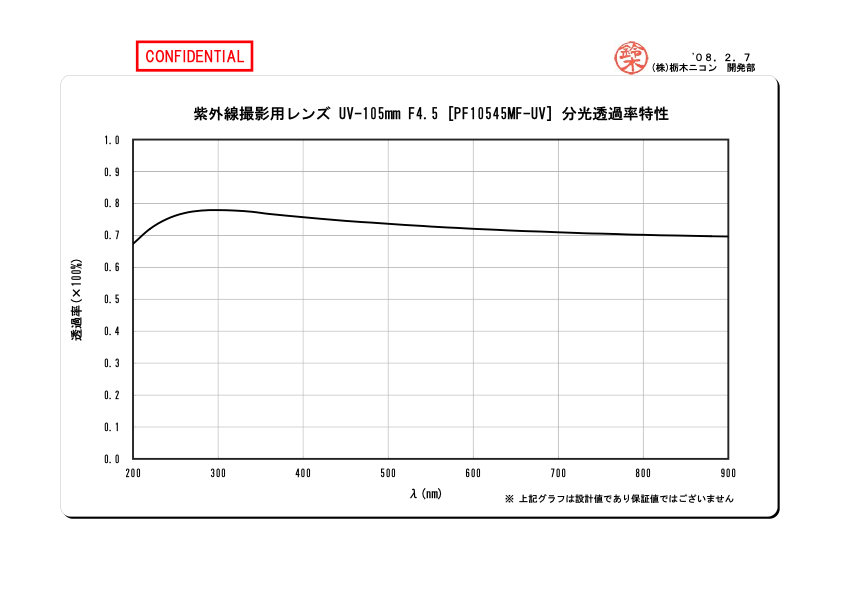 CONFIDENTIAL
鈴木
'08. 2. 7
(株)栃木ニコン 開発部
紫外線撮影用レンズ UV-105mm F4.5 [PF10545MF-UV] 分光透過率特性
1.0
0.9
0.8
0.7
0.6
0.5
0.4
0.3
0.2
0.1
0.0
透過率(×100%)
200 300 400 500 600 700 800 900
λ(nm)
※ 上記グラフは設計値であり保証値ではございません